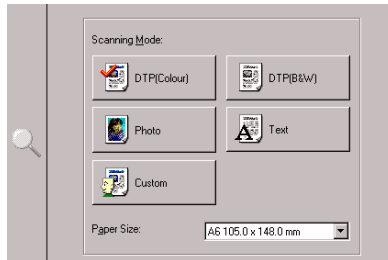 Scanning Mode:
DTP(Colour) DTP(B&W)
Photo Text
Custom
Paper Size: A6 105.0 x 148.0 mm